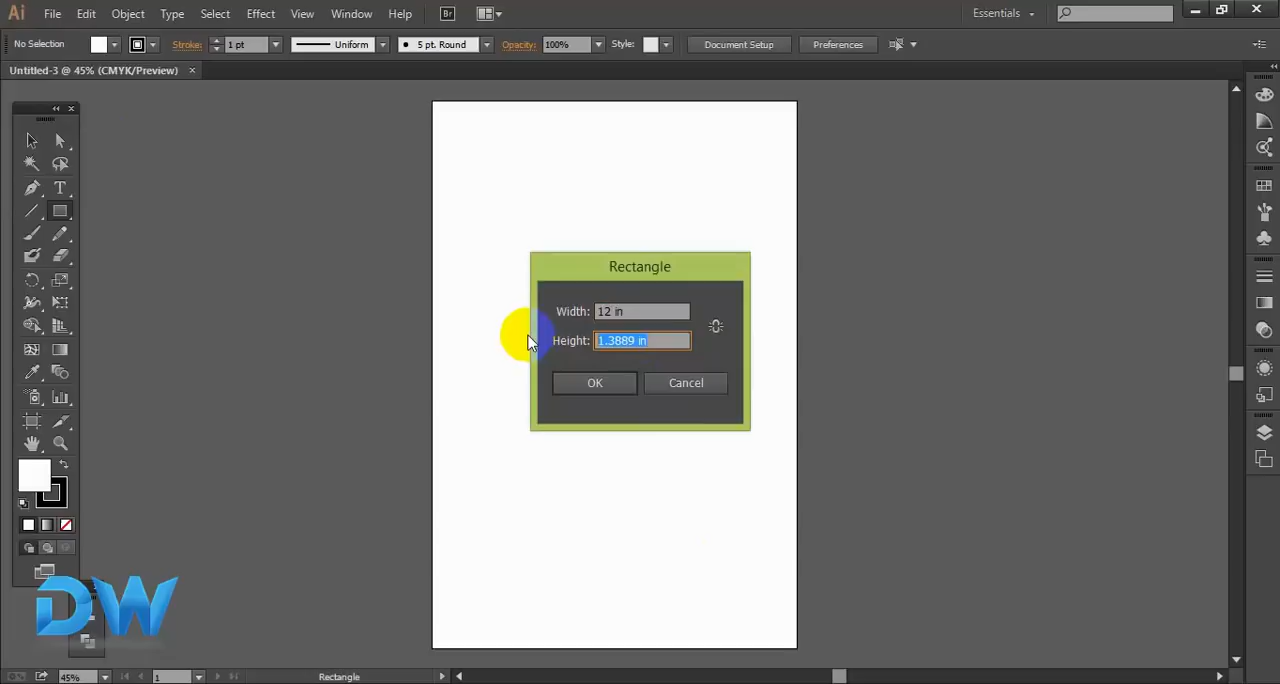 Ai File Edit Object Type Select Effect View Window Help Br Essentials
No Selection Stroke: 1 pt Uniform 5 pt. Round Opacity: 100% Style: Document Setup Preferences
Untitled-3 @ 45% (CMYK/Preview) ×
Rectangle
Width: 12 in
Height: 1.3889 in
OK Cancel
T
DW
45% 1 Rectangle